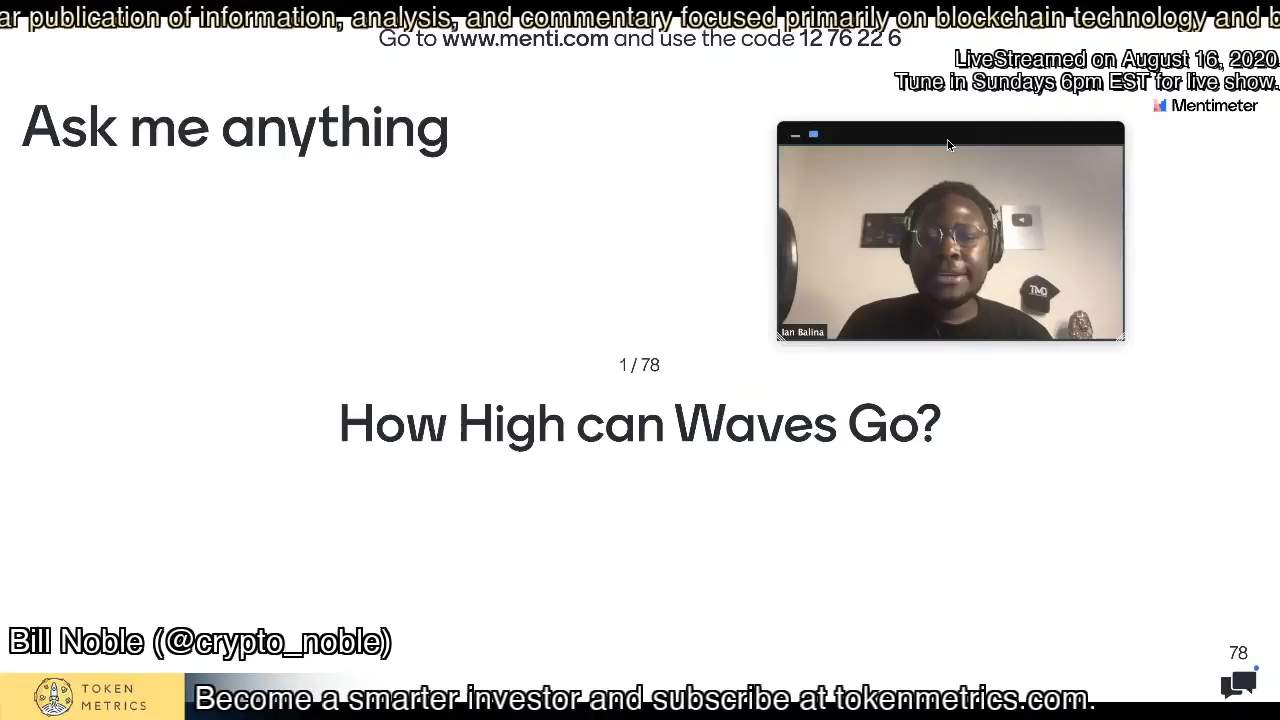 ar publication of information, analysis, and commentary focused primarily on blockchain technology and b
Go to www.menti.com and use the code 12 76 22 6
LiveStreamed on August 16, 2020.
Tune in Sundays 6pm EST for live show.
Mentimeter
Ask me anything
TMO
Ian Balina
1 / 78
How High can Waves Go?
Bill Noble (@crypto_noble)
78
TOKEN
METRICS
Become a smarter investor and subscribe at tokenmetrics.com.